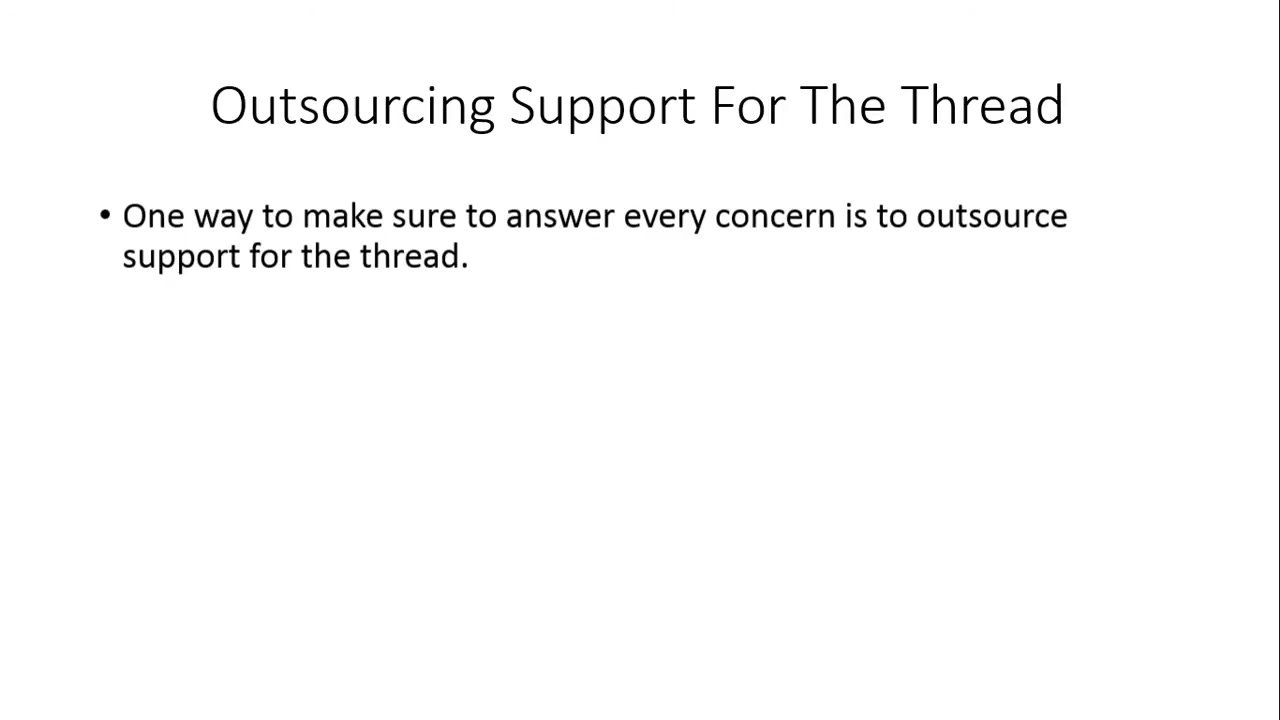 Outsourcing Support For The Thread
• One way to make sure to answer every concern is to outsource
support for the thread.